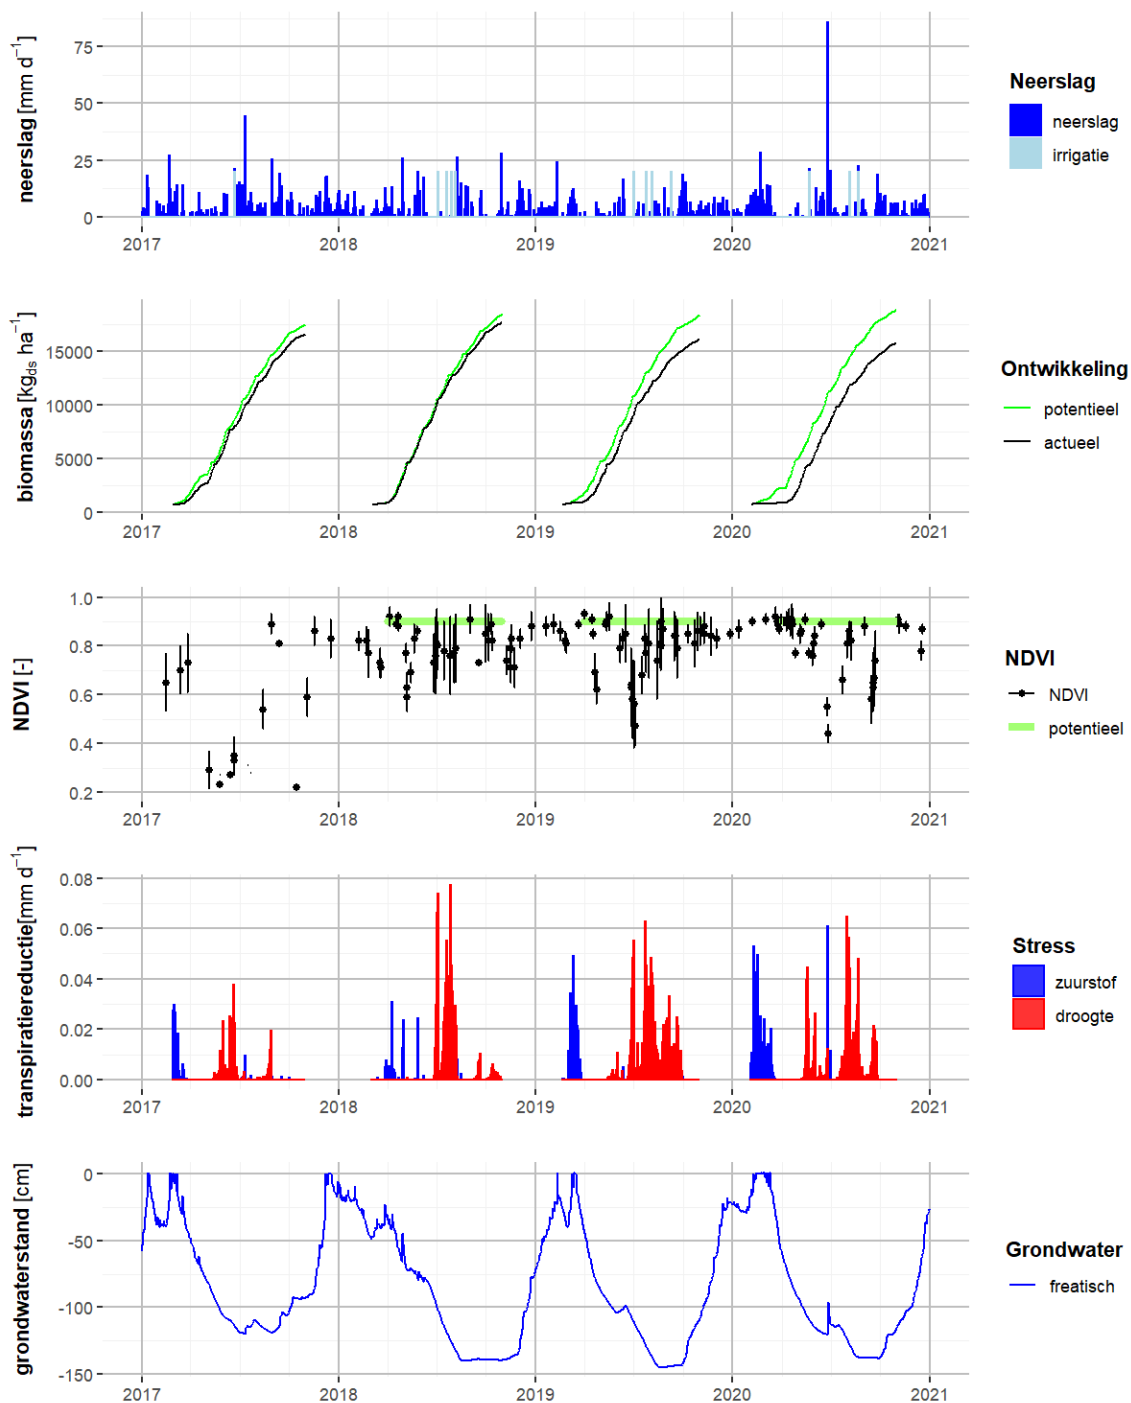 neerslag [mm d⁻¹]
75
50
25
0
2017
2018
2019
2020
2021
Neerslag
neerslag
irrigatie
biomassa [kg_ds ha⁻¹]
15000
10000
5000
0
2017
2018
2019
2020
2021
Ontwikkeling
potentieel
actueel
NDVI [-]
1.0
0.8
0.6
0.4
0.2
2017
2018
2019
2020
2021
NDVI
NDVI
potentieel
transpiratiereductie[mm d⁻¹]
0.08
0.06
0.04
0.02
0.00
2017
2018
2019
2020
2021
Stress
zuurstof
droogte
grondwaterstand [cm]
0
-50
-100
-150
2017
2018
2019
2020
2021
Grondwater
freatisch